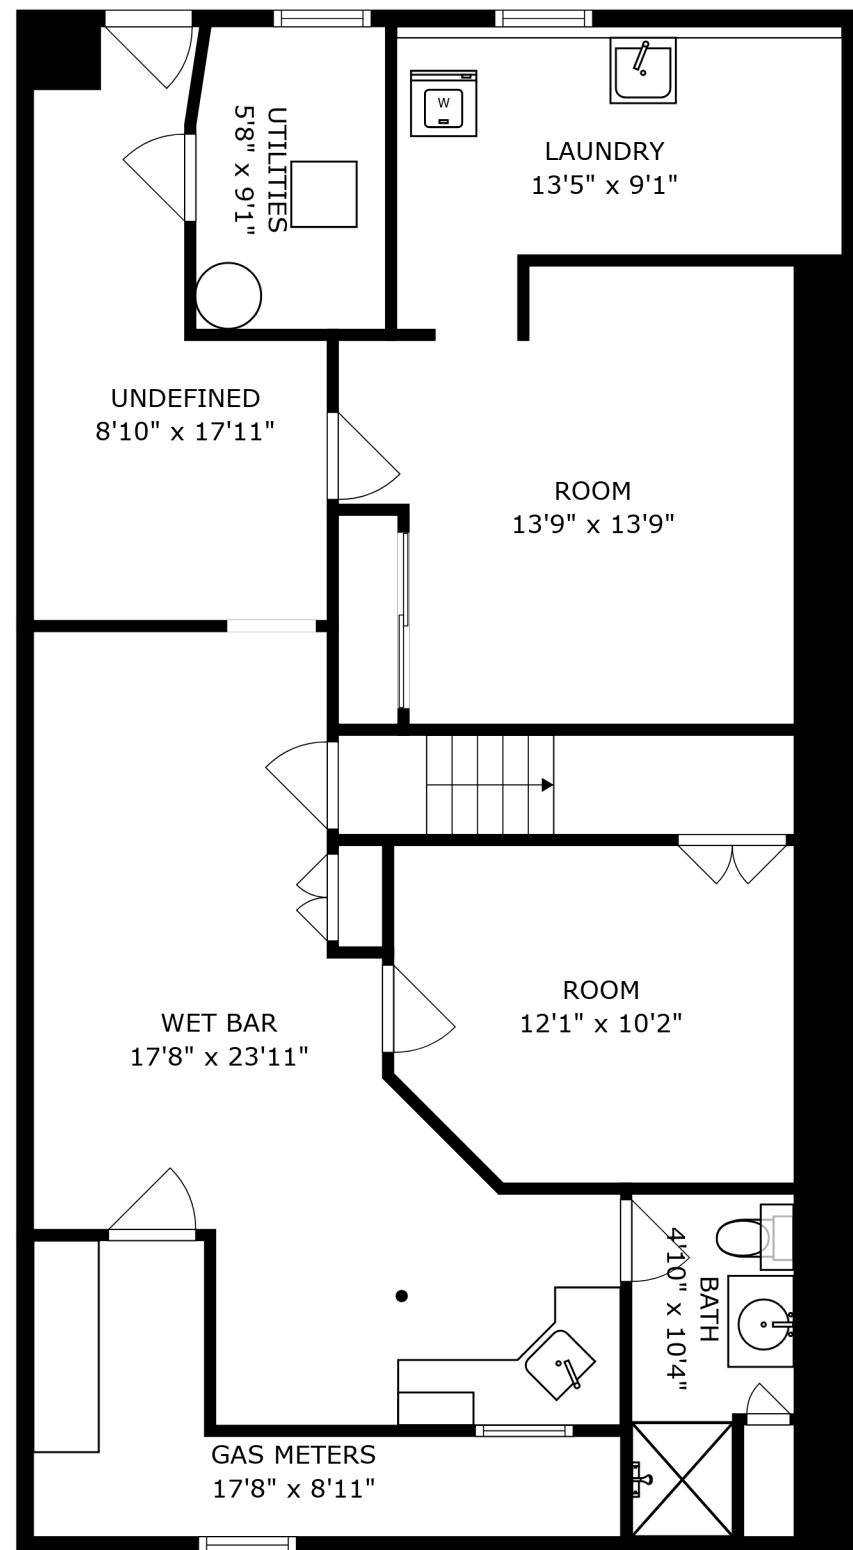 UTILITIES
5'8" x 9'1"
W
LAUNDRY
13'5" x 9'1"
UNDEFINED
8'10" x 17'11"
ROOM
13'9" x 13'9"
ROOM
12'1" x 10'2"
WET BAR
17'8" x 23'11"
BATH
4'10" x 10'4"
GAS METERS
17'8" x 8'11"